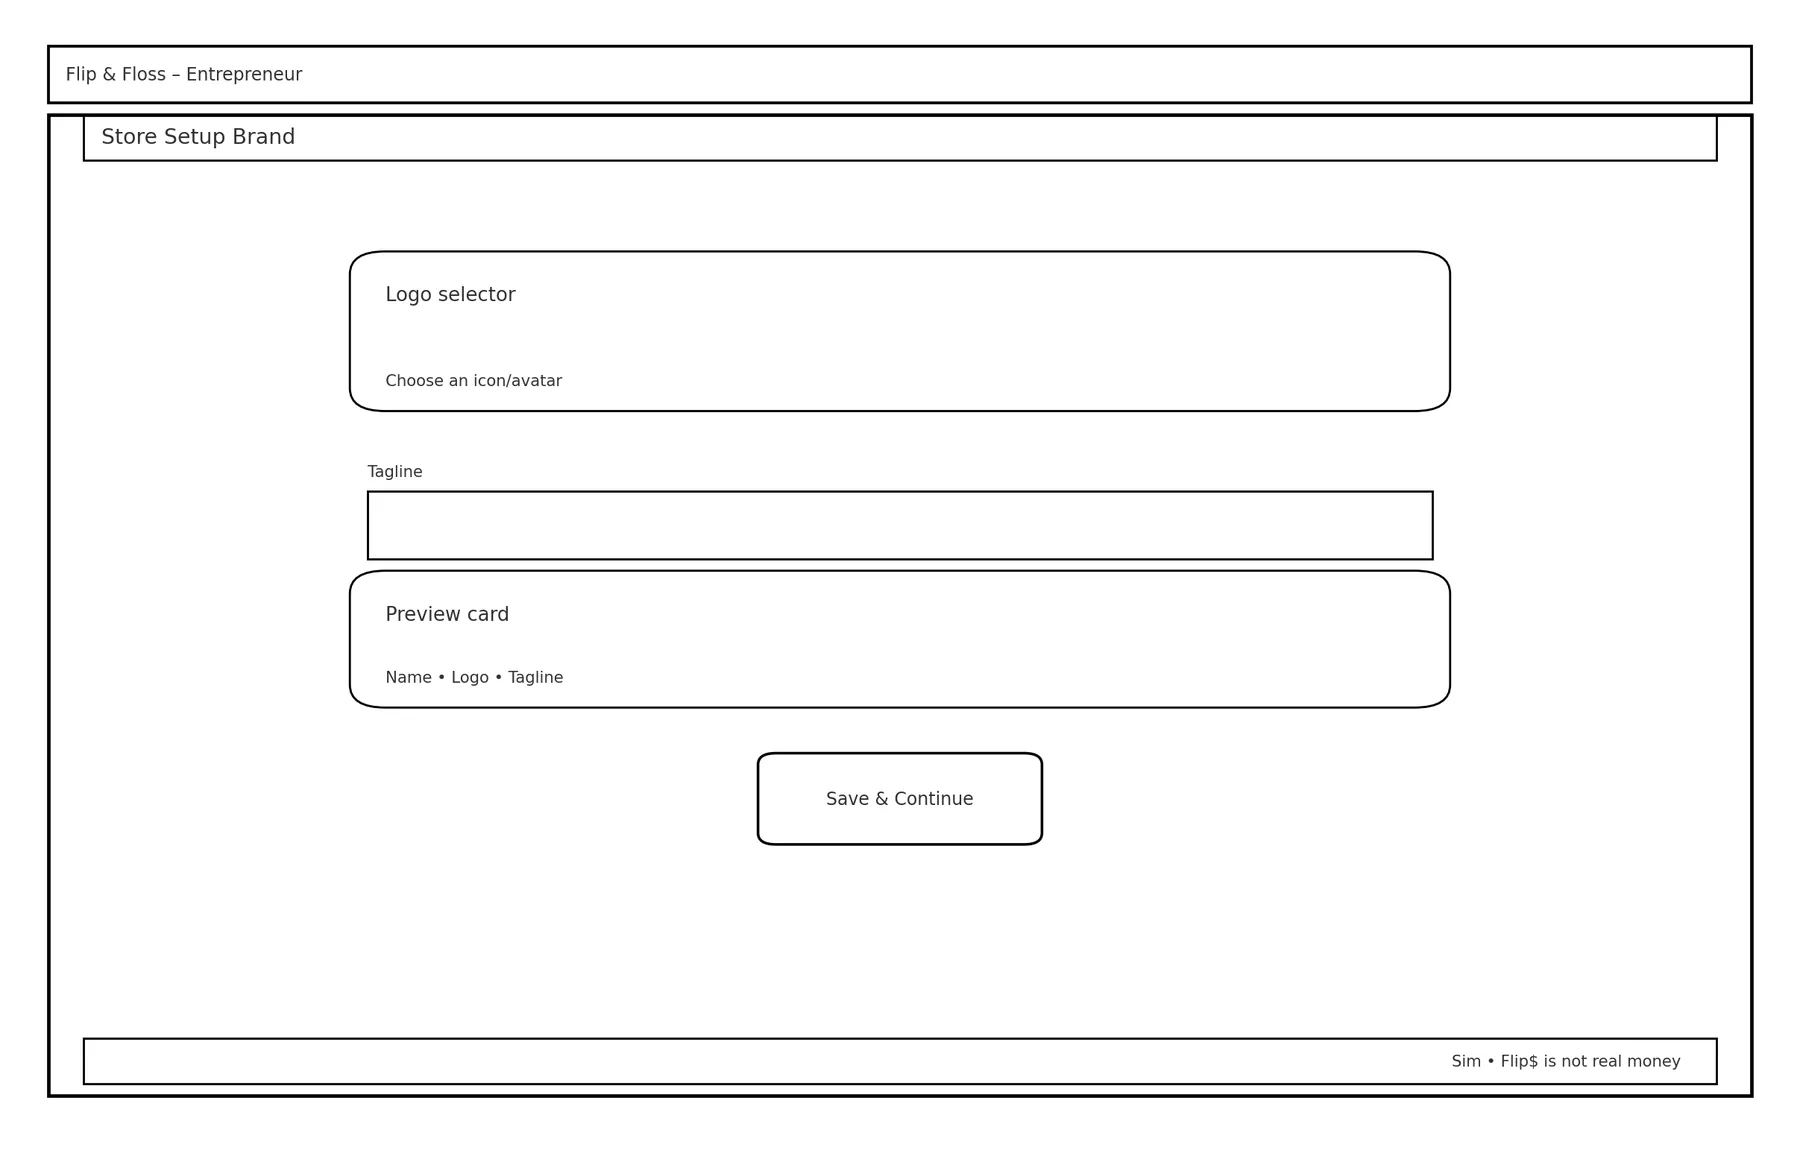 Flip & Floss – Entrepreneur
Store Setup Brand
Logo selector
Choose an icon/avatar
Tagline
Preview card
Name • Logo • Tagline
Save & Continue
Sim • Flip$ is not real money